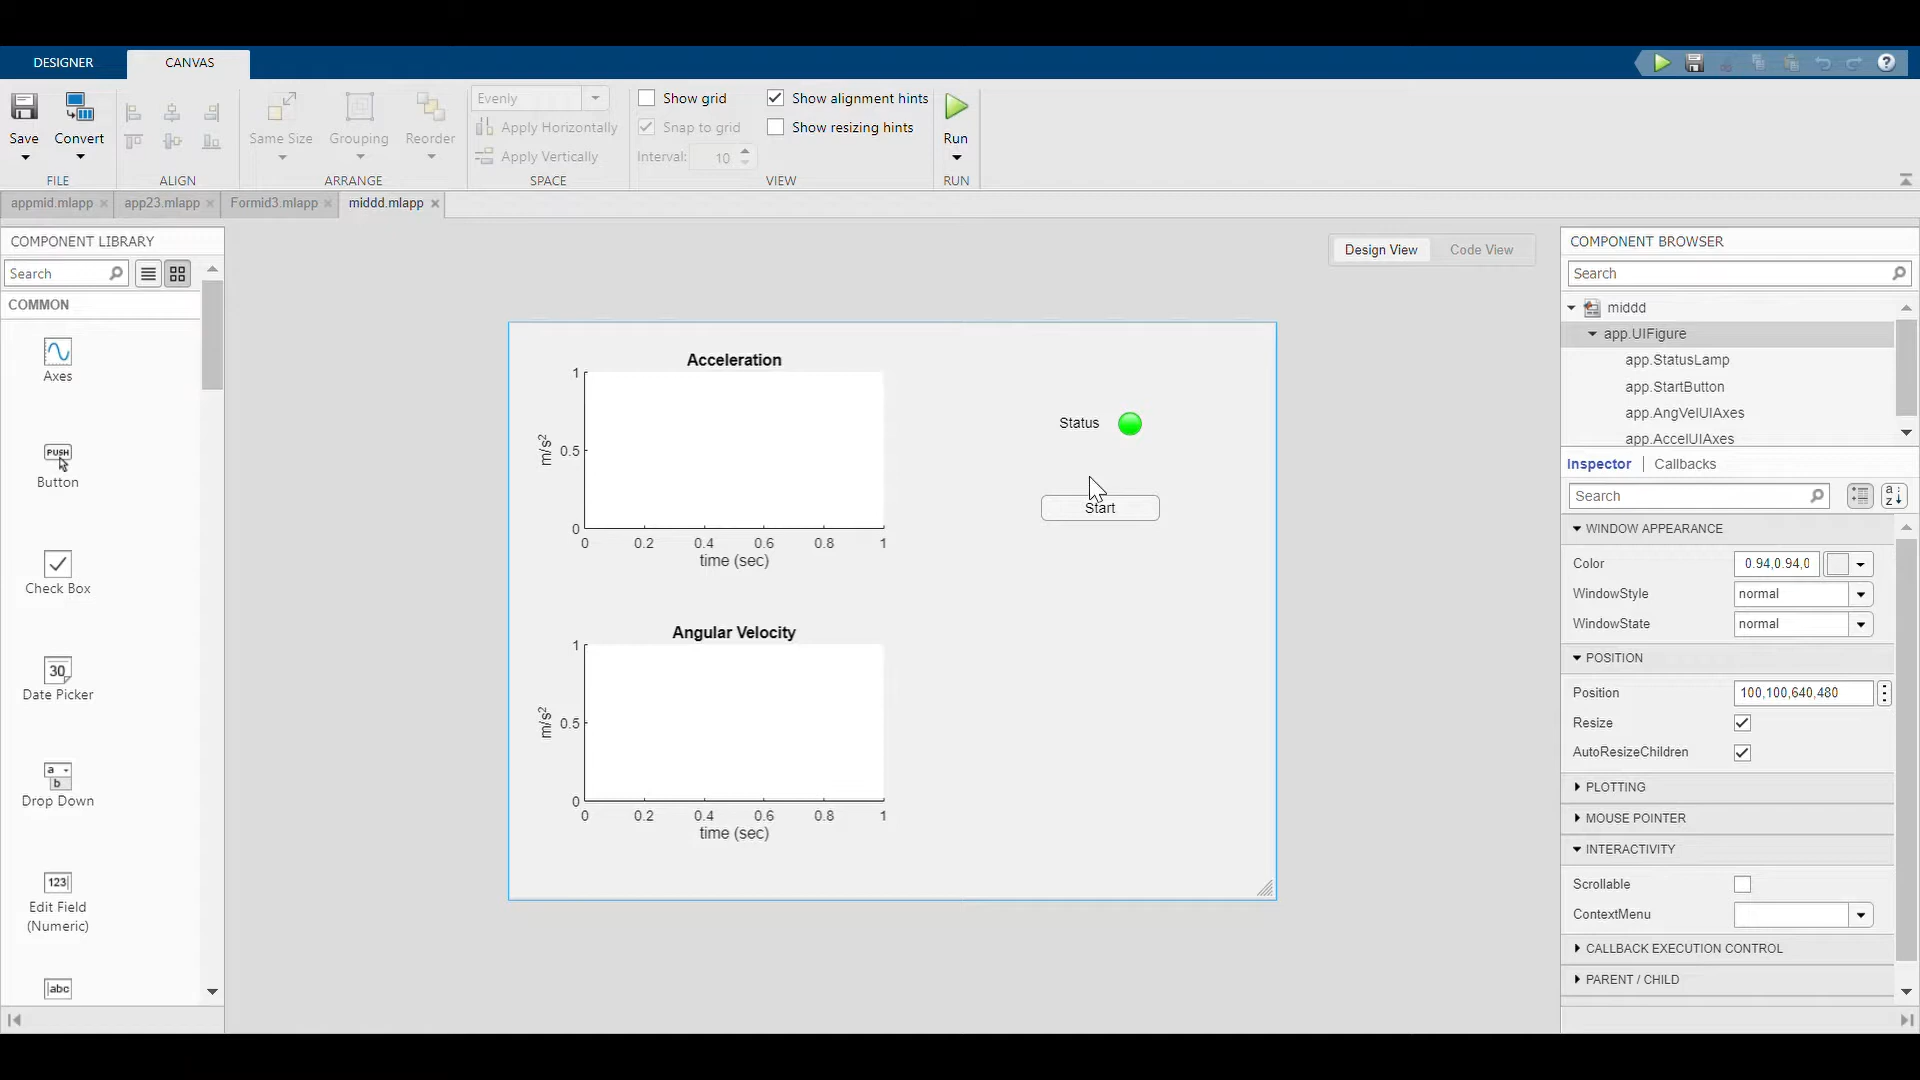 DESIGNER
CANVAS
Save
Convert
FILE
ALIGN
Same Size
Grouping
Reorder
ARRANGE
Evenly
Apply Horizontally
Apply Vertically
SPACE
Show grid
Show alignment hints
Snap to grid
Show resizing hints
Interval: 10
VIEW
Run
RUN
appmid.mlapp
app23.mlapp
Formid3.mlapp
middd.mlapp
COMPONENT LIBRARY
Search
COMMON
Axes
PUSH
Button
Check Box
30
Date Picker
a
b
Drop Down
123
Edit Field
(Numeric)
abc
Design View
Code View
Acceleration
1
m/s²
0.5
0
0 0.2 0.4 0.6 0.8 1
time (sec)
Status
Start
Angular Velocity
1
m/s²
0.5
0
0 0.2 0.4 0.6 0.8 1
time (sec)
COMPONENT BROWSER
Search
middd
app.UIFigure
app.StatusLamp
app.StartButton
app.AngVelUIAxes
app.AccelUIAxes
Inspector
Callbacks
Search
a
z
WINDOW APPEARANCE
Color 0.94,0.94,0
WindowStyle normal
WindowState normal
POSITION
Position 100,100,640,480
Resize
AutoResizeChildren
PLOTTING
MOUSE POINTER
INTERACTIVITY
Scrollable
ContextMenu
CALLBACK EXECUTION CONTROL
PARENT / CHILD